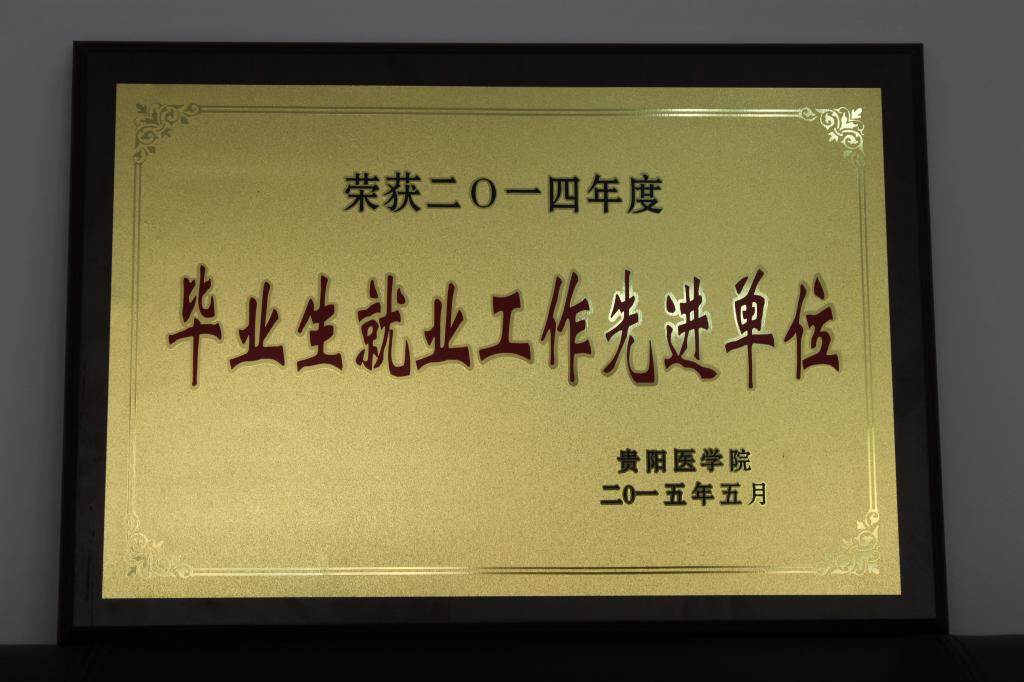 荣获二〇一四年度
毕业生就业工作先进单位
贵阳医学院
二0一五年五月